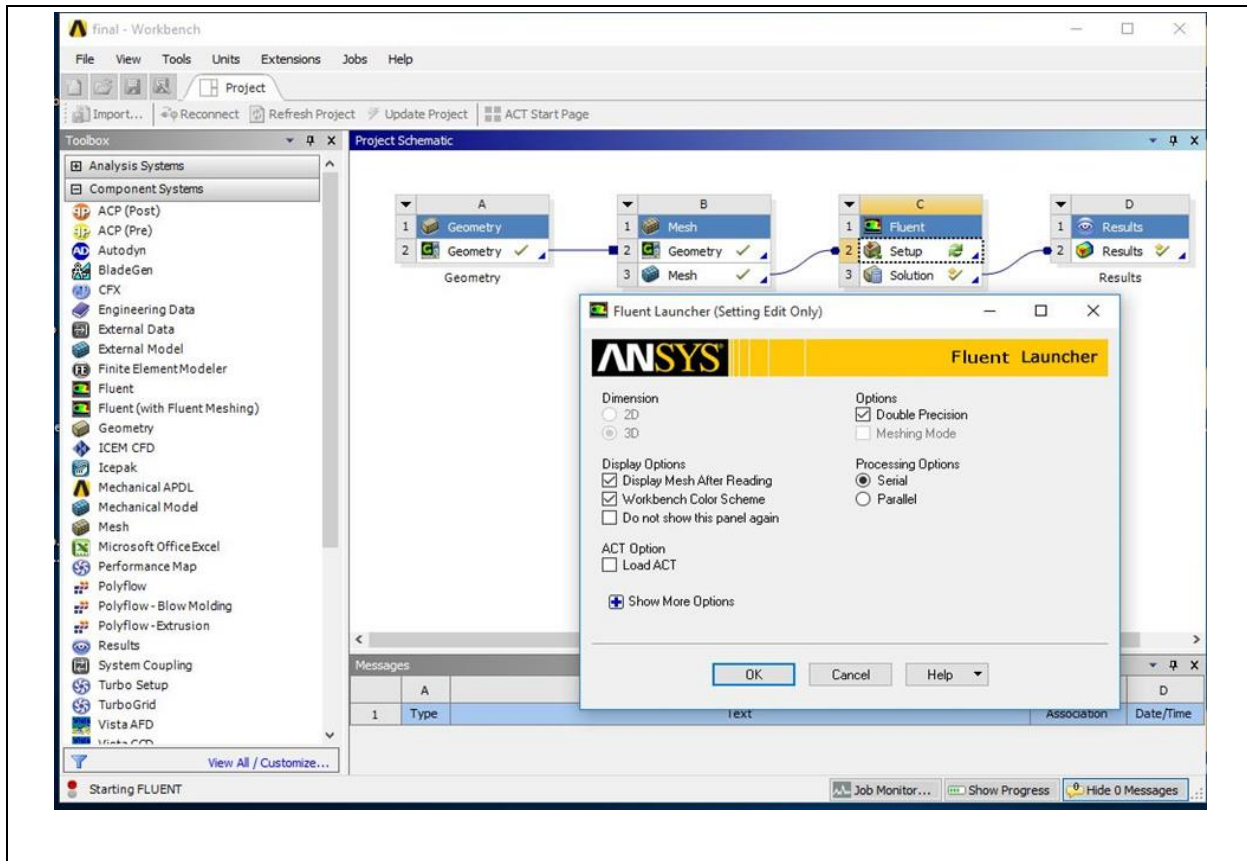 final - Workbench
File View Tools Units Extensions Jobs Help
Project
Import... Reconnect Refresh Project Update Project ACT Start Page
Toolbox
Analysis Systems
Component Systems
ACP (Post)
ACP (Pre)
Autodyn
BladeGen
CFX
Engineering Data
External Data
External Model
Finite Element Modeler
Fluent
Fluent (with Fluent Meshing)
Geometry
ICEM CFD
Icepak
Mechanical APDL
Mechanical Model
Mesh
Microsoft Office Excel
Performance Map
Polyflow
Polyflow - Blow Molding
Polyflow - Extrusion
Results
System Coupling
Turbo Setup
TurboGrid
Vista AFD
View All / Customize...
Project Schematic
A
1 Geometry
2 Geometry
Geometry
B
1 Mesh
2 Geometry
3 Mesh
C
1 Fluent
2 Setup
3 Solution
D
1 Results
2 Results
Results
Fluent Launcher (Setting Edit Only)
ANSYS Fluent Launcher
Dimension
2D
3D
Display Options
Display Mesh After Reading
Workbench Color Scheme
Do not show this panel again
ACT Option
Load ACT
Show More Options
Options
Double Precision
Meshing Mode
Processing Options
Serial
Parallel
OK Cancel Help
Messages
A D
1 Type Text Association Date/Time
Starting FLUENT Job Monitor... Show Progress 0 Hide 0 Messages